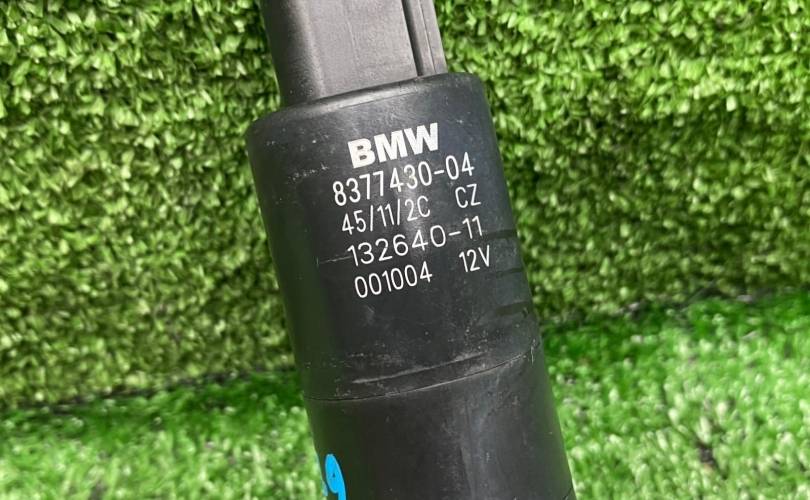 BMW
8377430-04
45/11/2C CZ
132640-11
001004 12V